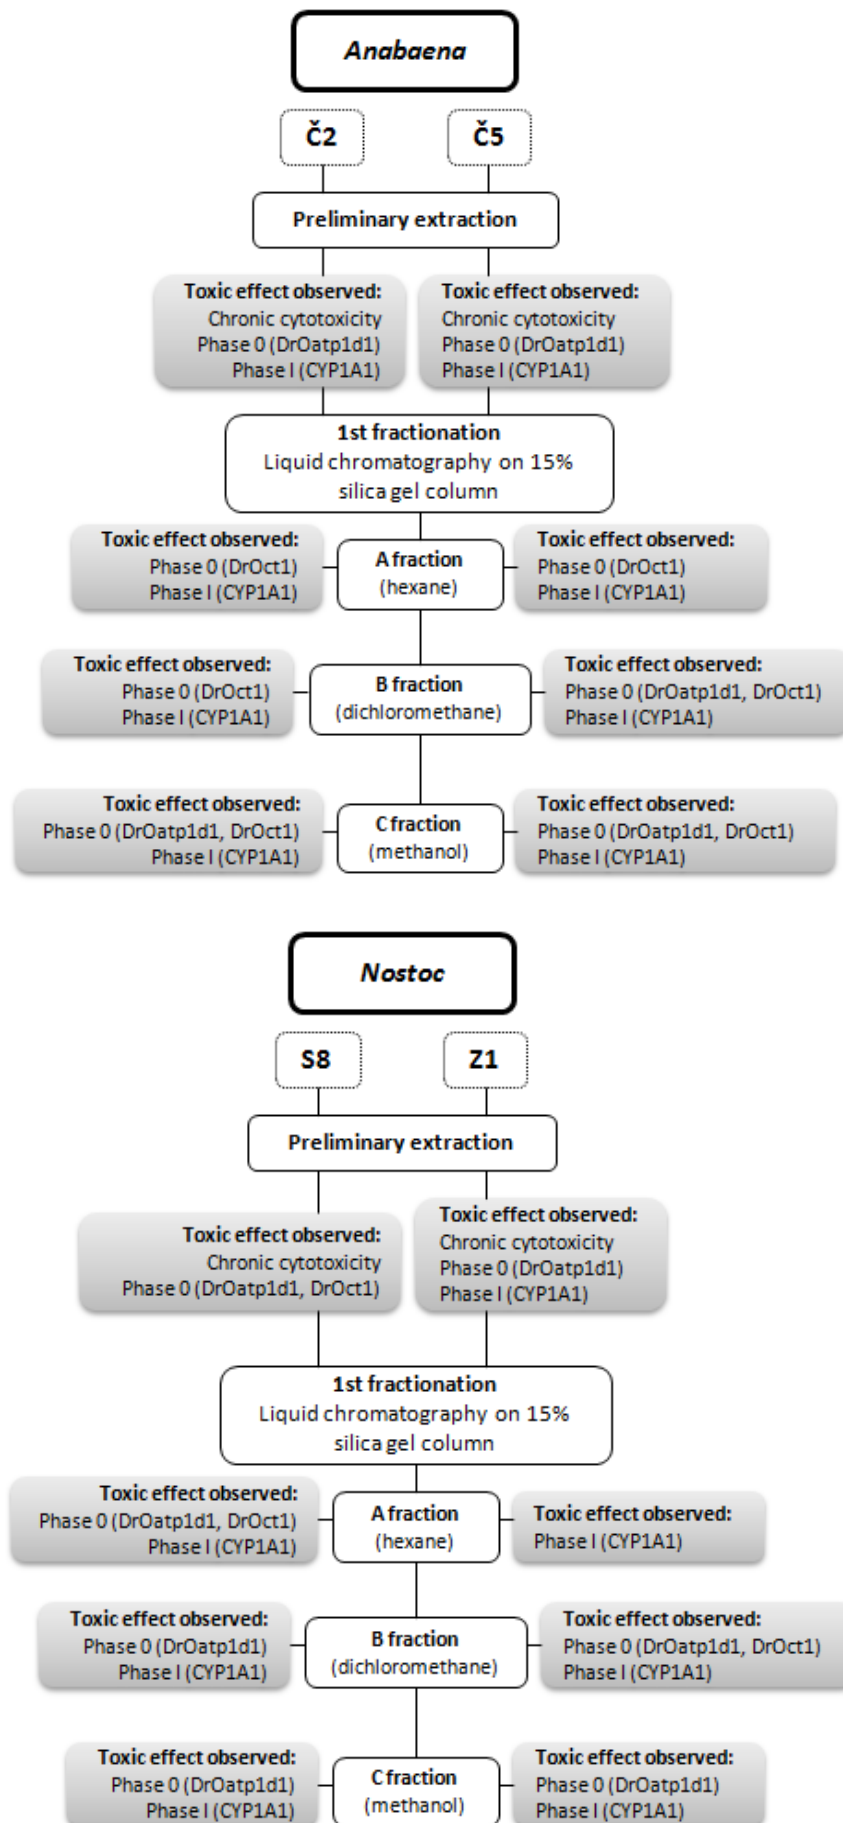 Anabaena
Č2
Č5
Preliminary extraction
Toxic effect observed:
Chronic cytotoxicity
Phase 0 (DrOatp1d1)
Phase I (CYP1A1)
Toxic effect observed:
Chronic cytotoxicity
Phase 0 (DrOatp1d1)
Phase I (CYP1A1)
1st fractionation
Liquid chromatography on 15%
silica gel column
Toxic effect observed:
Phase 0 (DrOct1)
Phase I (CYP1A1)
A fraction
(hexane)
Toxic effect observed:
Phase 0 (DrOct1)
Phase I (CYP1A1)
Toxic effect observed:
Phase 0 (DrOct1)
Phase I (CYP1A1)
B fraction
(dichloromethane)
Toxic effect observed:
Phase 0 (DrOatp1d1, DrOct1)
Phase I (CYP1A1)
Toxic effect observed:
Phase 0 (DrOatp1d1, DrOct1)
Phase I (CYP1A1)
C fraction
(methanol)
Toxic effect observed:
Phase 0 (DrOatp1d1, DrOct1)
Phase I (CYP1A1)
Nostoc
S8
Z1
Preliminary extraction
Toxic effect observed:
Chronic cytotoxicity
Phase 0 (DrOatp1d1, DrOct1)
Toxic effect observed:
Chronic cytotoxicity
Phase 0 (DrOatp1d1)
Phase I (CYP1A1)
1st fractionation
Liquid chromatography on 15%
silica gel column
Toxic effect observed:
Phase 0 (DrOatp1d1, DrOct1)
Phase I (CYP1A1)
A fraction
(hexane)
Toxic effect observed:
Phase I (CYP1A1)
Toxic effect observed:
Phase 0 (DrOatp1d1)
Phase I (CYP1A1)
B fraction
(dichloromethane)
Toxic effect observed:
Phase 0 (DrOatp1d1, DrOct1)
Phase I (CYP1A1)
Toxic effect observed:
Phase 0 (DrOatp1d1)
Phase I (CYP1A1)
C fraction
(methanol)
Toxic effect observed:
Phase 0 (DrOatp1d1)
Phase I (CYP1A1)